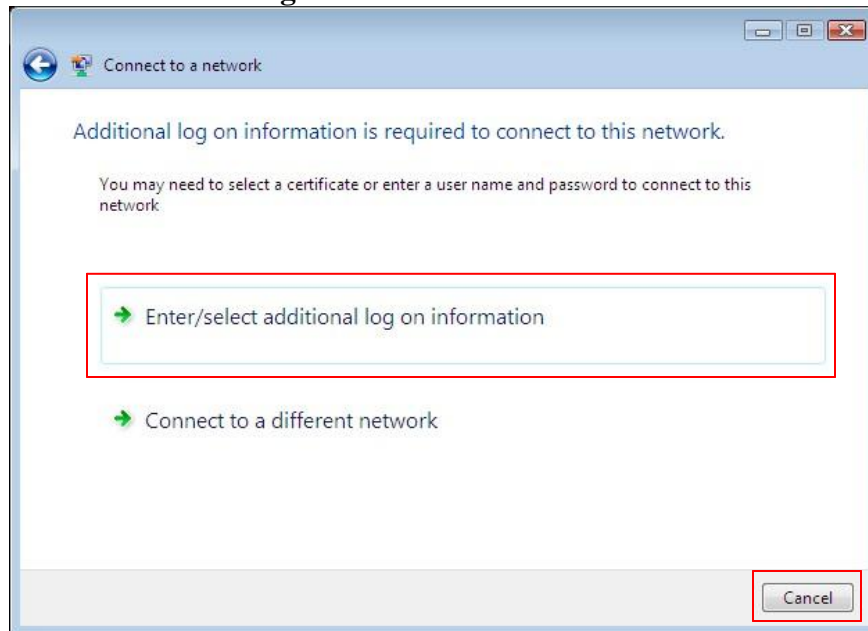 Connect to a network
Additional log on information is required to connect to this network.
You may need to select a certificate or enter a user name and password to connect to this
network
Enter/select additional log on information
Connect to a different network
Cancel